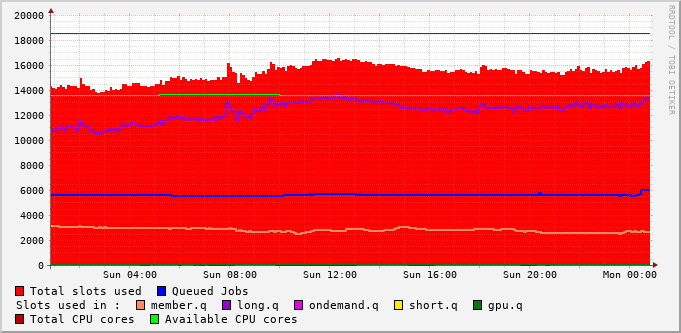 RRDTOOL / TOBI OETIKER
20000
18000
16000
14000
12000
10000
8000
6000
4000
2000
0
Sun 04:00 Sun 08:00 Sun 12:00 Sun 16:00 Sun 20:00 Mon 00:00
Total slots used Queued Jobs
Slots used in : member.q long.q ondemand.q short.q gpu.q
Total CPU cores Available CPU cores